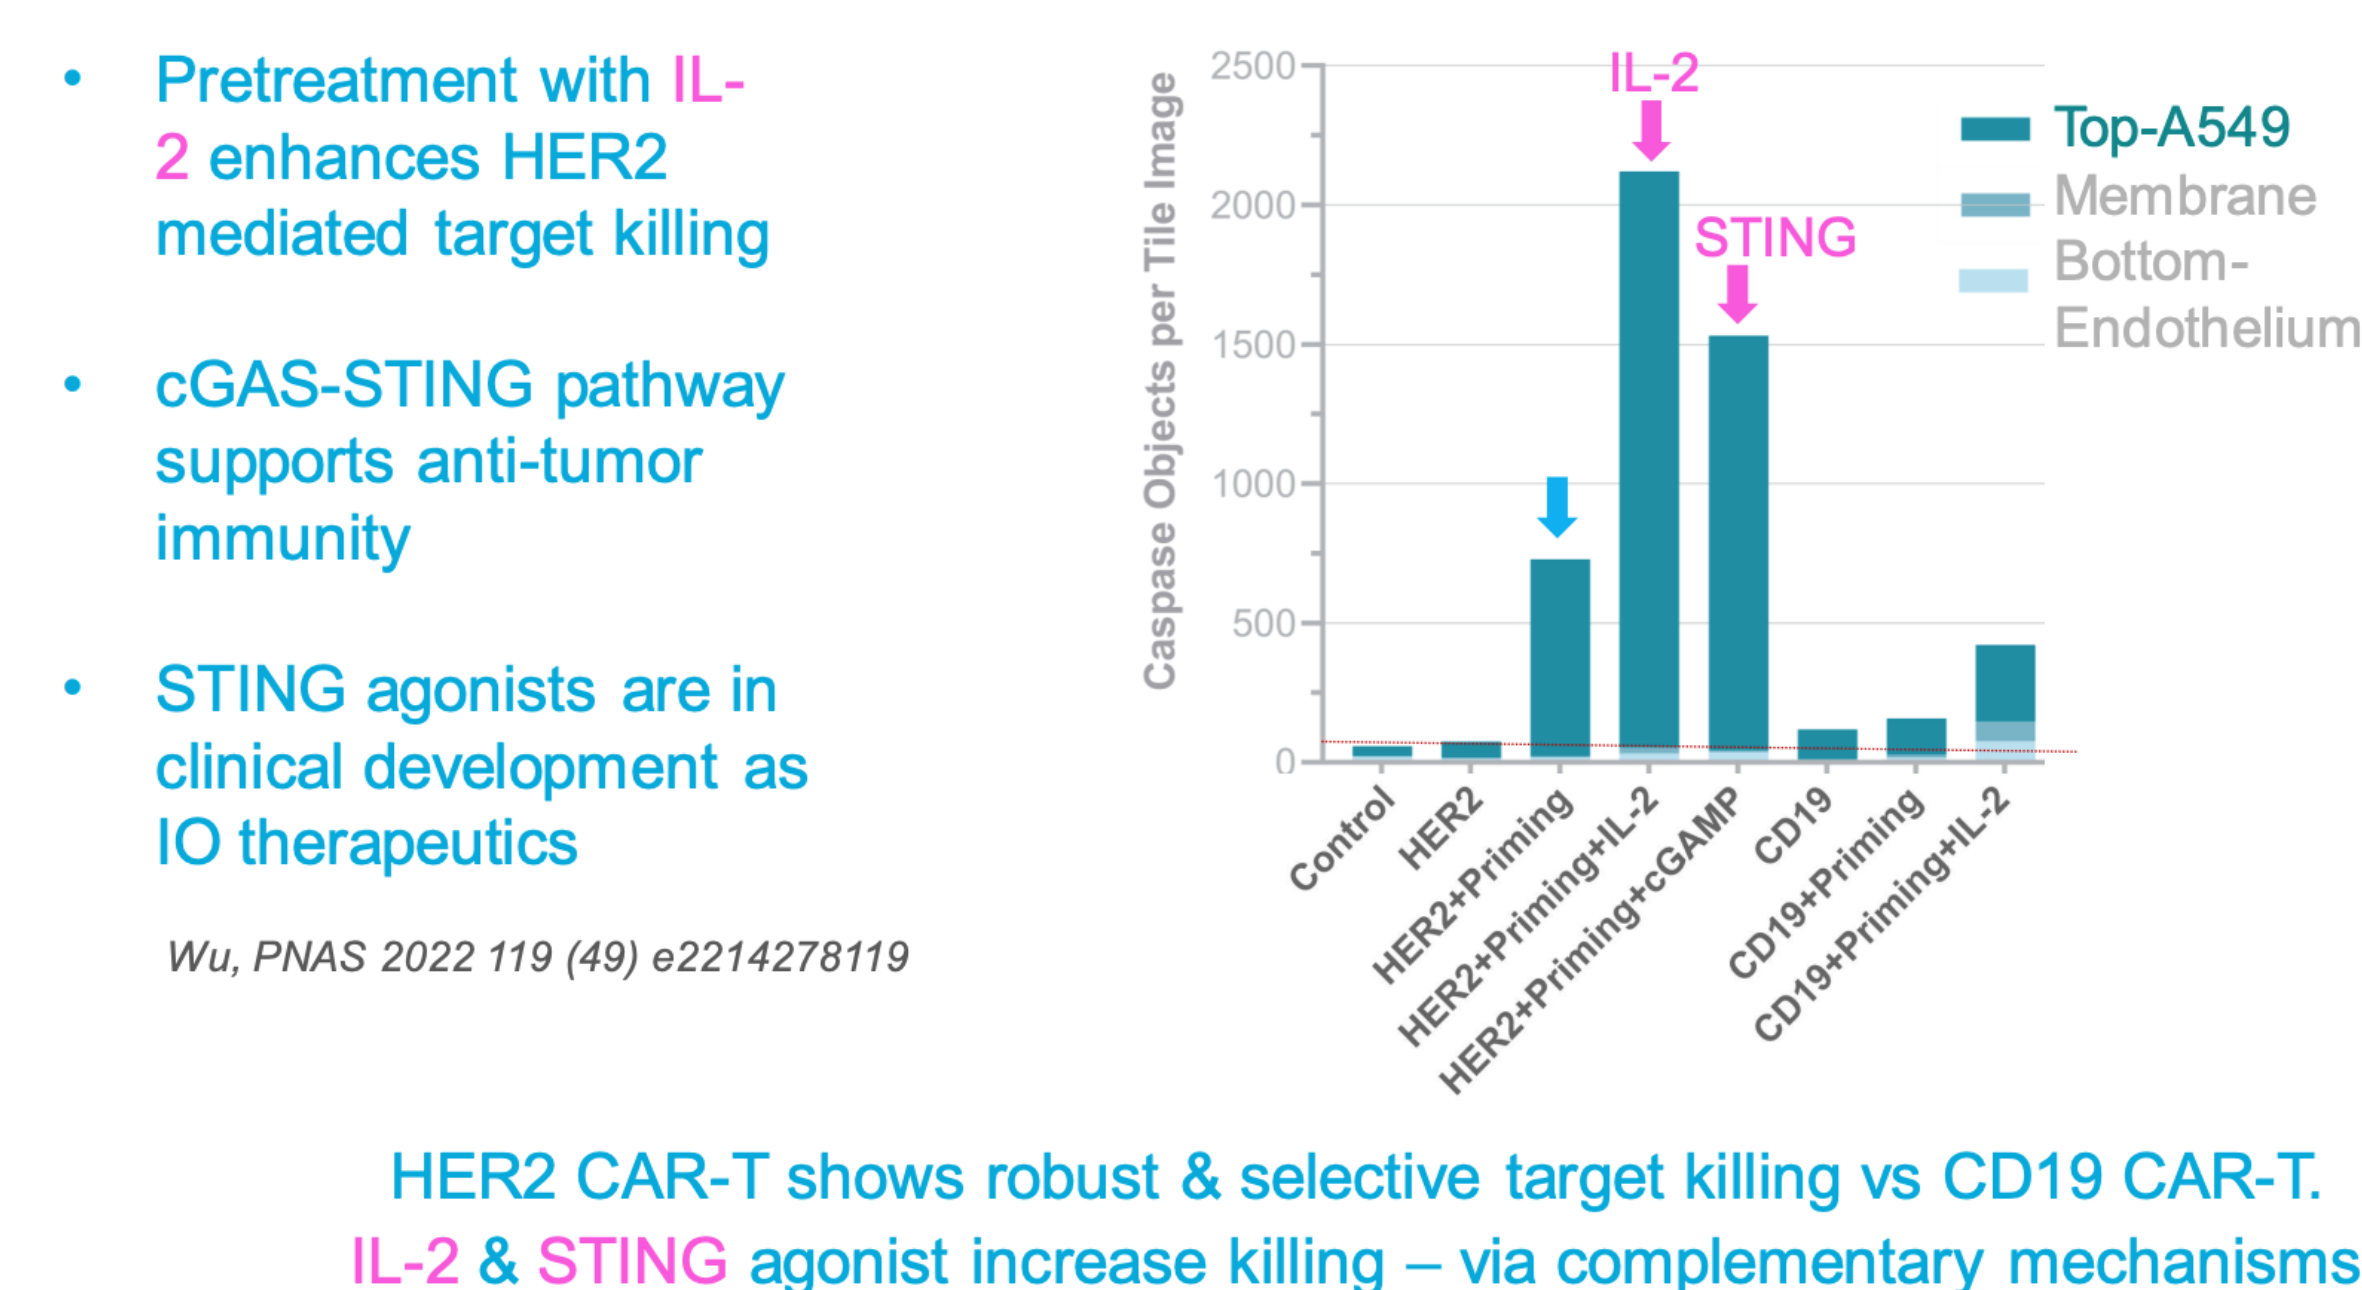 • Pretreatment with IL-
2 enhances HER2
mediated target killing
• cGAS-STING pathway
supports anti-tumor
immunity
• STING agonists are in
clinical development as
IO therapeutics
Wu, PNAS 2022 119 (49) e2214278119
Caspase Objects per Tile Image
2500
2000
1500
1000
500
0
IL-2
STING
Top-A549
Membrane
Bottom-
Endothelium
Control
HER2
HER2+Priming
HER2+Priming+IL-2
HER2+Priming+cGAMP
CD19
CD19+Priming
CD19+Priming+IL-2
HER2 CAR-T shows robust & selective target killing vs CD19 CAR-T.
IL-2 & STING agonist increase killing – via complementary mechanisms